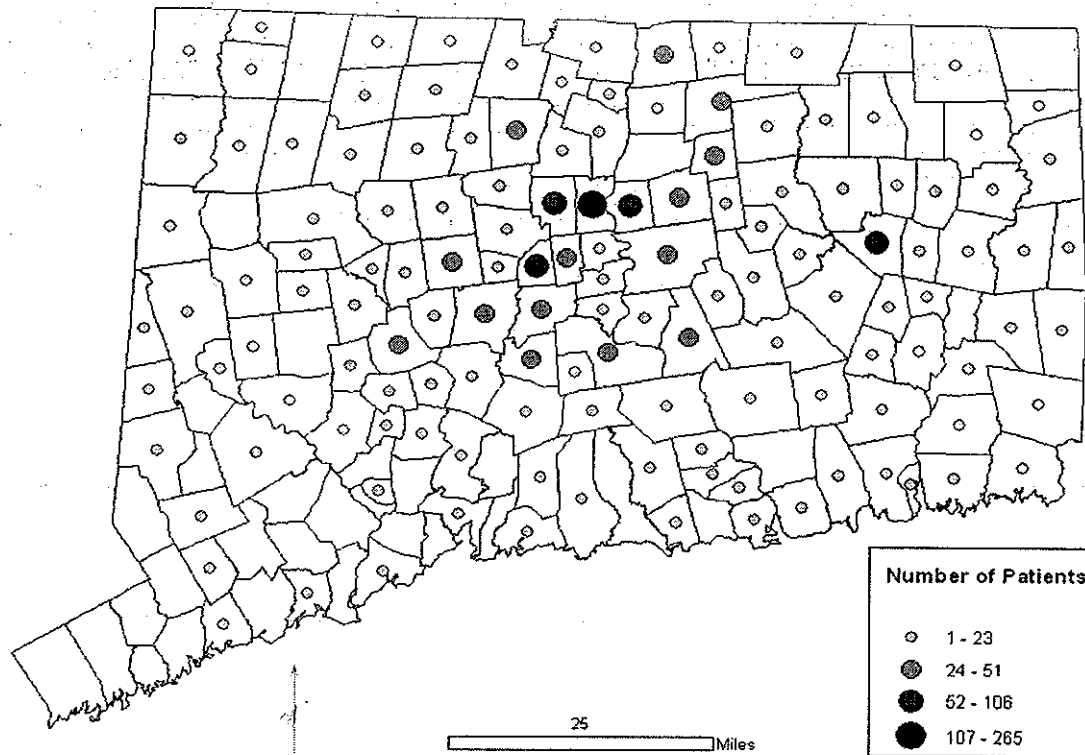 25
Miles
Number of Patients
1 - 23
24 - 51
52 - 106
107 - 265